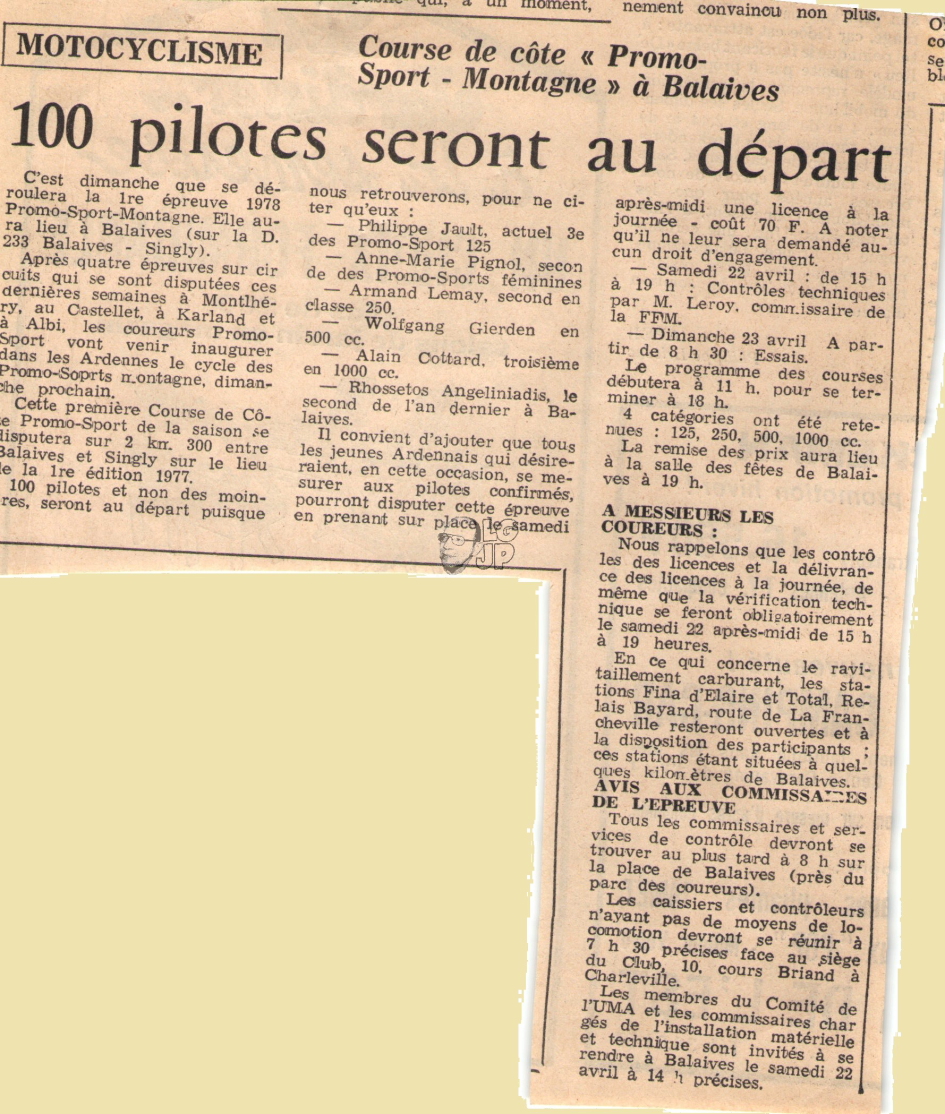 nement convaincu non plus.
MOTOCYCLISME
Course de côte « Promo-
Sport - Montagne » à Balaives
100 pilotes seront au départ
C'est dimanche que se dé-
roulera la 1re épreuve 1978
Promo-Sport-Montagne. Elle au-
ra lieu à Balaives (sur la D.
233 Balaives - Singly).
Après quatre épreuves sur cir
cuits qui se sont disputées ces
dernières semaines à Montlhé-
ry, au Castellet, à Karland et
à Albi, les coureurs Promo-
Sport vont venir inaugurer
dans les Ardennes le cycle des
Promo-Soprts montagne, diman-
che prochain.
Cette première Course de Cô-
te Promo-Sport de la saison se
disputera sur 2 km. 300 entre
Balaives et Singly sur le lieu
de la 1re édition 1977.
100 pilotes et non des moin-
res, seront au départ puisque
nous retrouverons, pour ne ci-
ter qu'eux :
— Philippe Jault, actuel 3e
des Promo-Sport 125
— Anne-Marie Pignol, secon
de des Promo-Sports féminines
— Armand Lemay, second en
classe 250.
— Wolfgang Gierden en
500 cc.
— Alain Cottard, troisième
en 1000 cc.
— Rhossetos Angeliniadis, le
second de l'an dernier à Ba-
laives.
Il convient d'ajouter que tous
les jeunes Ardennais qui désire-
raient, en cette occasion, se me-
surer aux pilotes confirmés,
pourront disputer cette épreuve
en prenant sur place le samedi
après-midi une licence à la
journée - coût 70 F. A noter
qu'il ne leur sera demandé au-
cun droit d'engagement.
— Samedi 22 avril : de 15 h
à 19 h : Contrôles techniques
par M. Leroy, commissaire de
la FFM.
— Dimanche 23 avril A par-
tir de 8 h 30 : Essais.
Le programme des courses
débutera à 11 h. pour se ter-
miner à 18 h.
4 catégories ont été rete-
nues : 125, 250, 500, 1000 cc.
La remise des prix aura lieu
à la salle des fêtes de Balai-
ves à 19 h.
A MESSIEURS LES
COUREURS :
Nous rappelons que les contrô
les des licences et la délivran-
ce des licences à la journée, de
même que la vérification tech-
nique se feront obligatoirement
le samedi 22 après-midi de 15 h
à 19 heures.
En ce qui concerne le ravi-
taillement carburant, les sta-
tions Fina d'Elaire et Total, Re-
lais Bayard, route de La Fran-
cheville resteront ouvertes et à
la disposition des participants ;
ces stations étant situées à quel-
ques kilomètres de Balaives.
AVIS AUX COMMISSAIRES
DE L'EPREUVE
Tous les commissaires et ser-
vices de contrôle devront se
trouver au plus tard à 8 h sur
la place de Balaives (près du
parc des coureurs).
Les caissiers et contrôleurs
n'ayant pas de moyens de lo-
comotion devront se réunir à
7 h 30 précises face au siège
du Club, 10, cours Briand à
Charleville.
Les membres du Comité de
l'UMA et les commissaires char
gés de l'installation matérielle
et technique sont invités à se
rendre à Balaives le samedi 22
avril à 14 h précises.
LG
JP